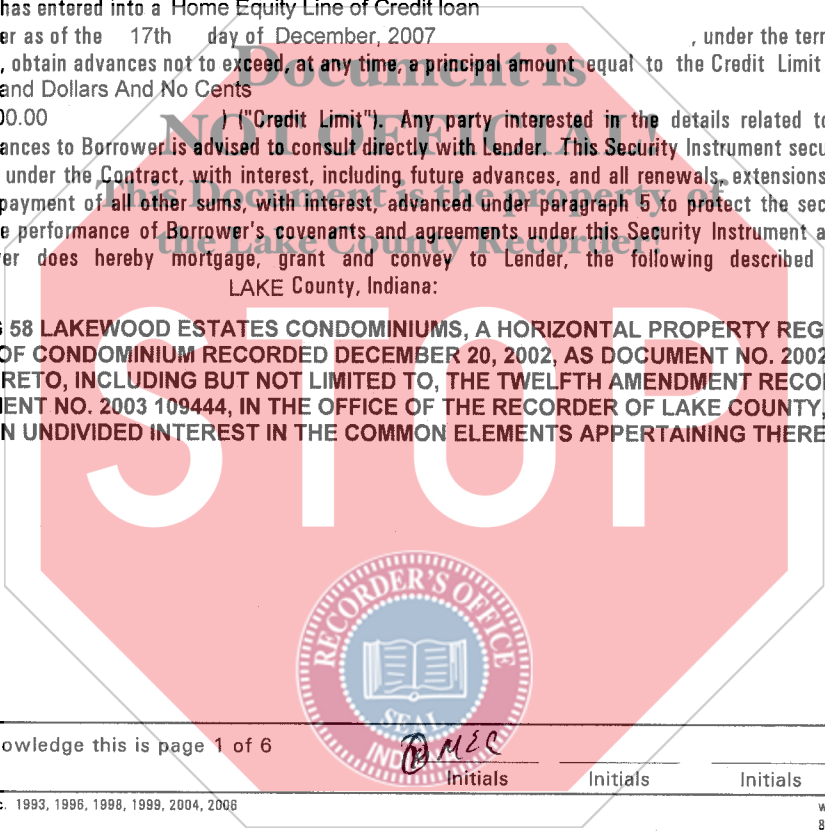 has entered into a Home Equity Line of Credit loan
er as of the 17th day of December, 2007 , under the term
, obtain advances not to exceed, at any time, a principal amount equal to the Credit Limit
and Dollars And No Cents
00.00 ) ("Credit Limit"). Any party interested in the details related to
ances to Borrower is advised to consult directly with Lender. This Security Instrument secu
under the Contract, with interest, including future advances, and all renewals, extensions
payment of all other sums, with interest, advanced under paragraph 5 to protect the sec
e performance of Borrower's covenants and agreements under this Security Instrument a
er does hereby mortgage, grant and convey to Lender, the following described
LAKE County, Indiana:
Document is
NOT OFFICIAL!
This Document is the property of
the Lake County Recorder!
58 LAKEWOOD ESTATES CONDOMINIUMS, A HORIZONTAL PROPERTY REG
OF CONDOMINIUM RECORDED DECEMBER 20, 2002, AS DOCUMENT NO. 2002
RETO, INCLUDING BUT NOT LIMITED TO, THE TWELFTH AMENDMENT RECO
ENT NO. 2003 109444, IN THE OFFICE OF THE RECORDER OF LAKE COUNTY,
N UNDIVIDED INTEREST IN THE COMMON ELEMENTS APPERTAINING THERE
STOP
RECORDER'S OFFICE
SEAL
owledge this is page 1 of 6
MEC
Initials Initials Initials
c. 1993, 1996, 1998, 1999, 2004, 2006
w
8